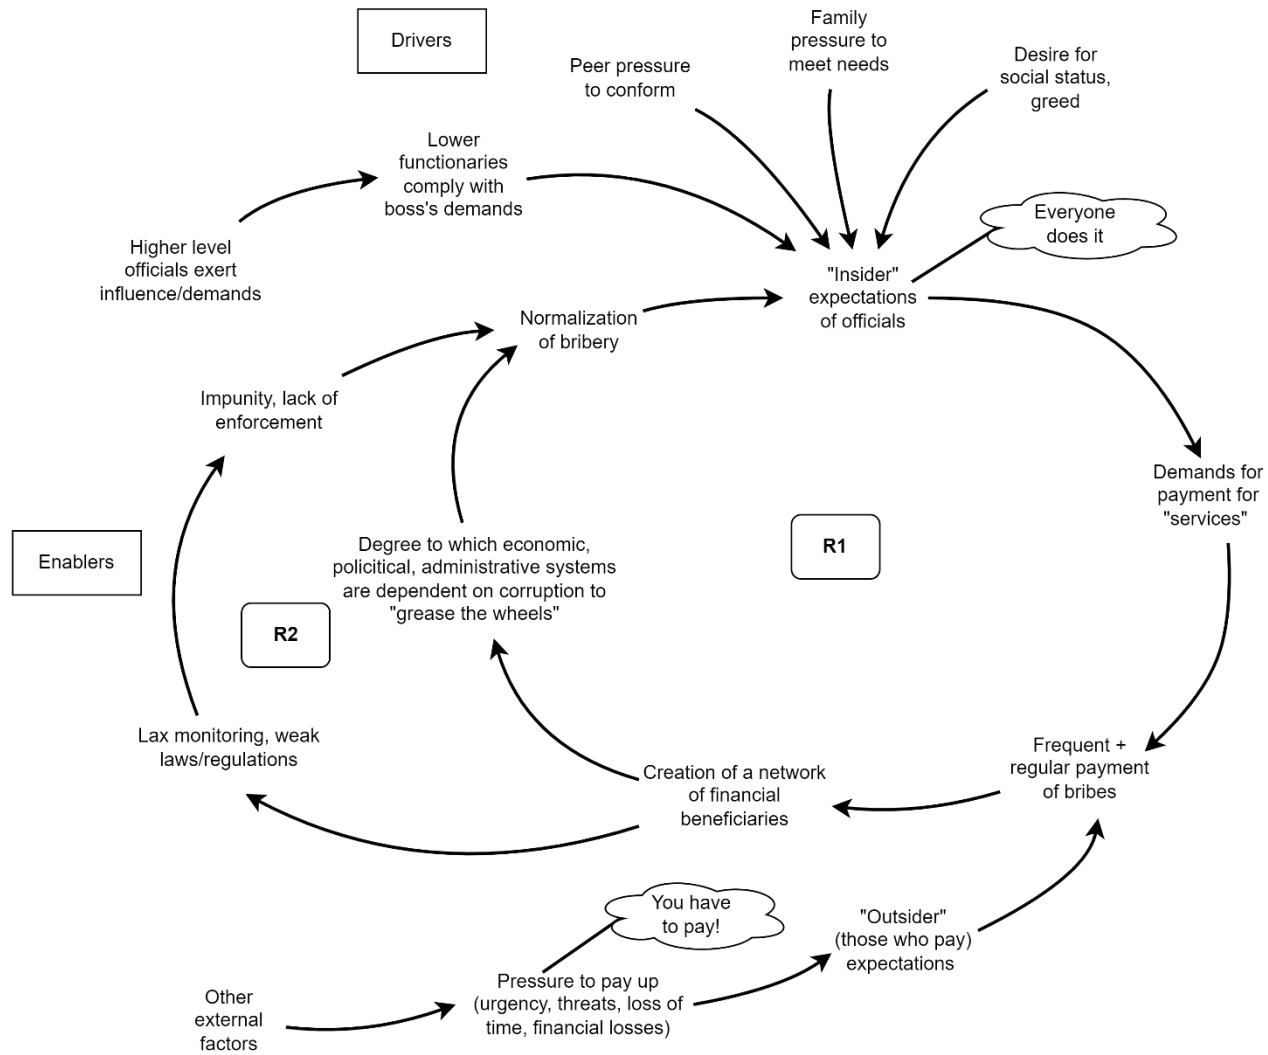 Drivers
Family
pressure to
meet needs
Peer pressure
to conform
Desire for
social status,
greed
Lower
functionaries
comply with
boss's demands
Everyone
does it
Higher level
officials exert
influence/demands
"Insider"
expectations
of officials
Normalization
of bribery
Impunity, lack of
enforcement
Demands for
payment for
"services"
Enablers
R1
Degree to which economic,
policitical, administrative systems
are dependent on corruption to
"grease the wheels"
R2
Lax monitoring, weak
laws/regulations
Frequent +
regular payment
of bribes
Creation of a network
of financial
beneficiaries
You have
to pay!
"Outsider"
(those who pay)
expectations
Pressure to pay up
(urgency, threats, loss of
time, financial losses)
Other
external
factors